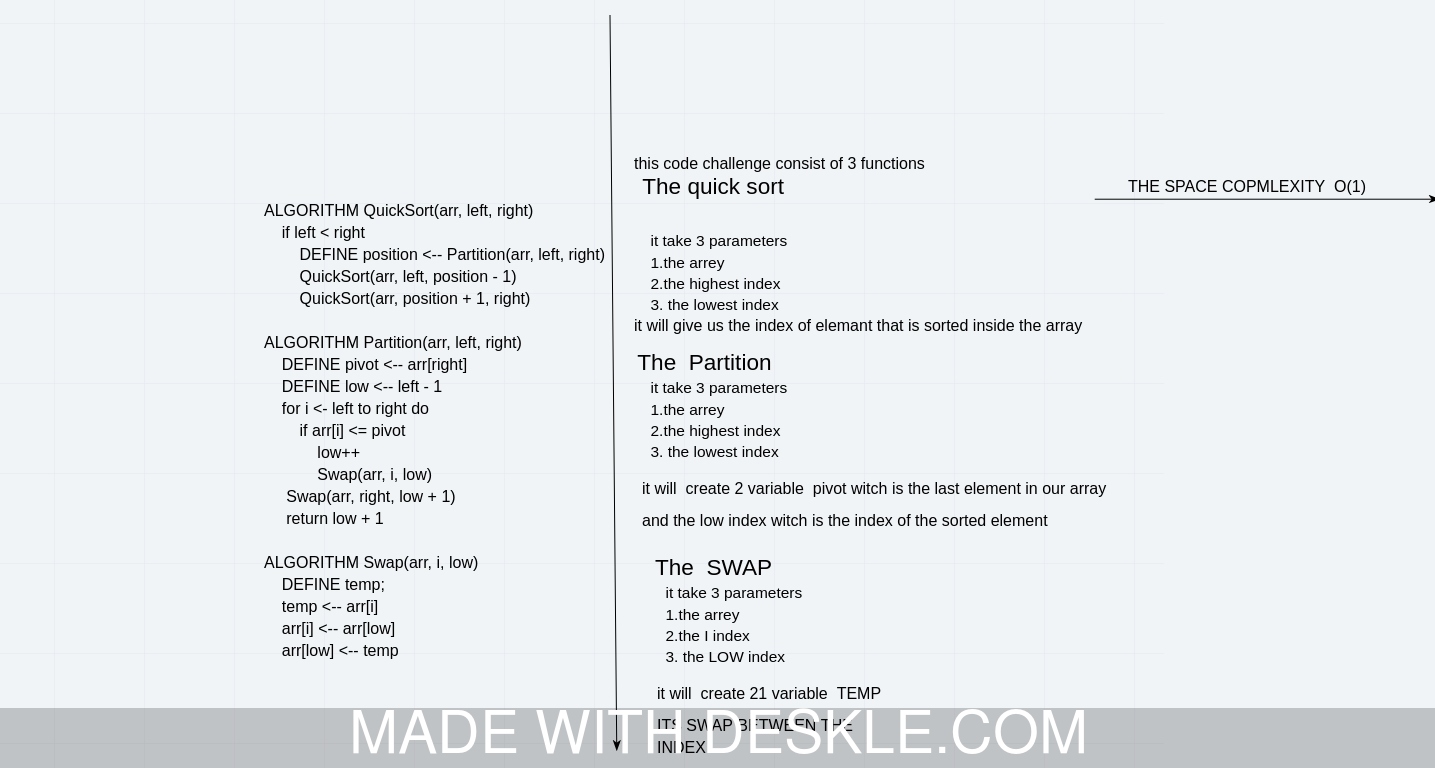 ALGORITHM QuickSort(arr, left, right)
if left < right
DEFINE position <-- Partition(arr, left, right)
QuickSort(arr, left, position - 1)
QuickSort(arr, position + 1, right)
ALGORITHM Partition(arr, left, right)
DEFINE pivot <-- arr[right]
DEFINE low <-- left - 1
for i <- left to right do
if arr[i] <= pivot
low++
Swap(arr, i, low)
Swap(arr, right, low + 1)
return low + 1
ALGORITHM Swap(arr, i, low)
DEFINE temp;
temp <-- arr[i]
arr[i] <-- arr[low]
arr[low] <-- temp
this code challenge consist of 3 functions
The quick sort
it take 3 parameters
1.the arrey
2.the highest index
3. the lowest index
it will give us the index of elemant that is sorted inside the array
The Partition
it take 3 parameters
1.the arrey
2.the highest index
3. the lowest index
it will create 2 variable pivot witch is the last element in our array
and the low index witch is the index of the sorted element
The SWAP
it take 3 parameters
1.the arrey
2.the I index
3. the LOW index
it will create 21 variable TEMP
ITS SWAP BETWEEN THE
INDEX
THE SPACE COPMLEXITY O(1)
MADE WITH DESKLE.COM